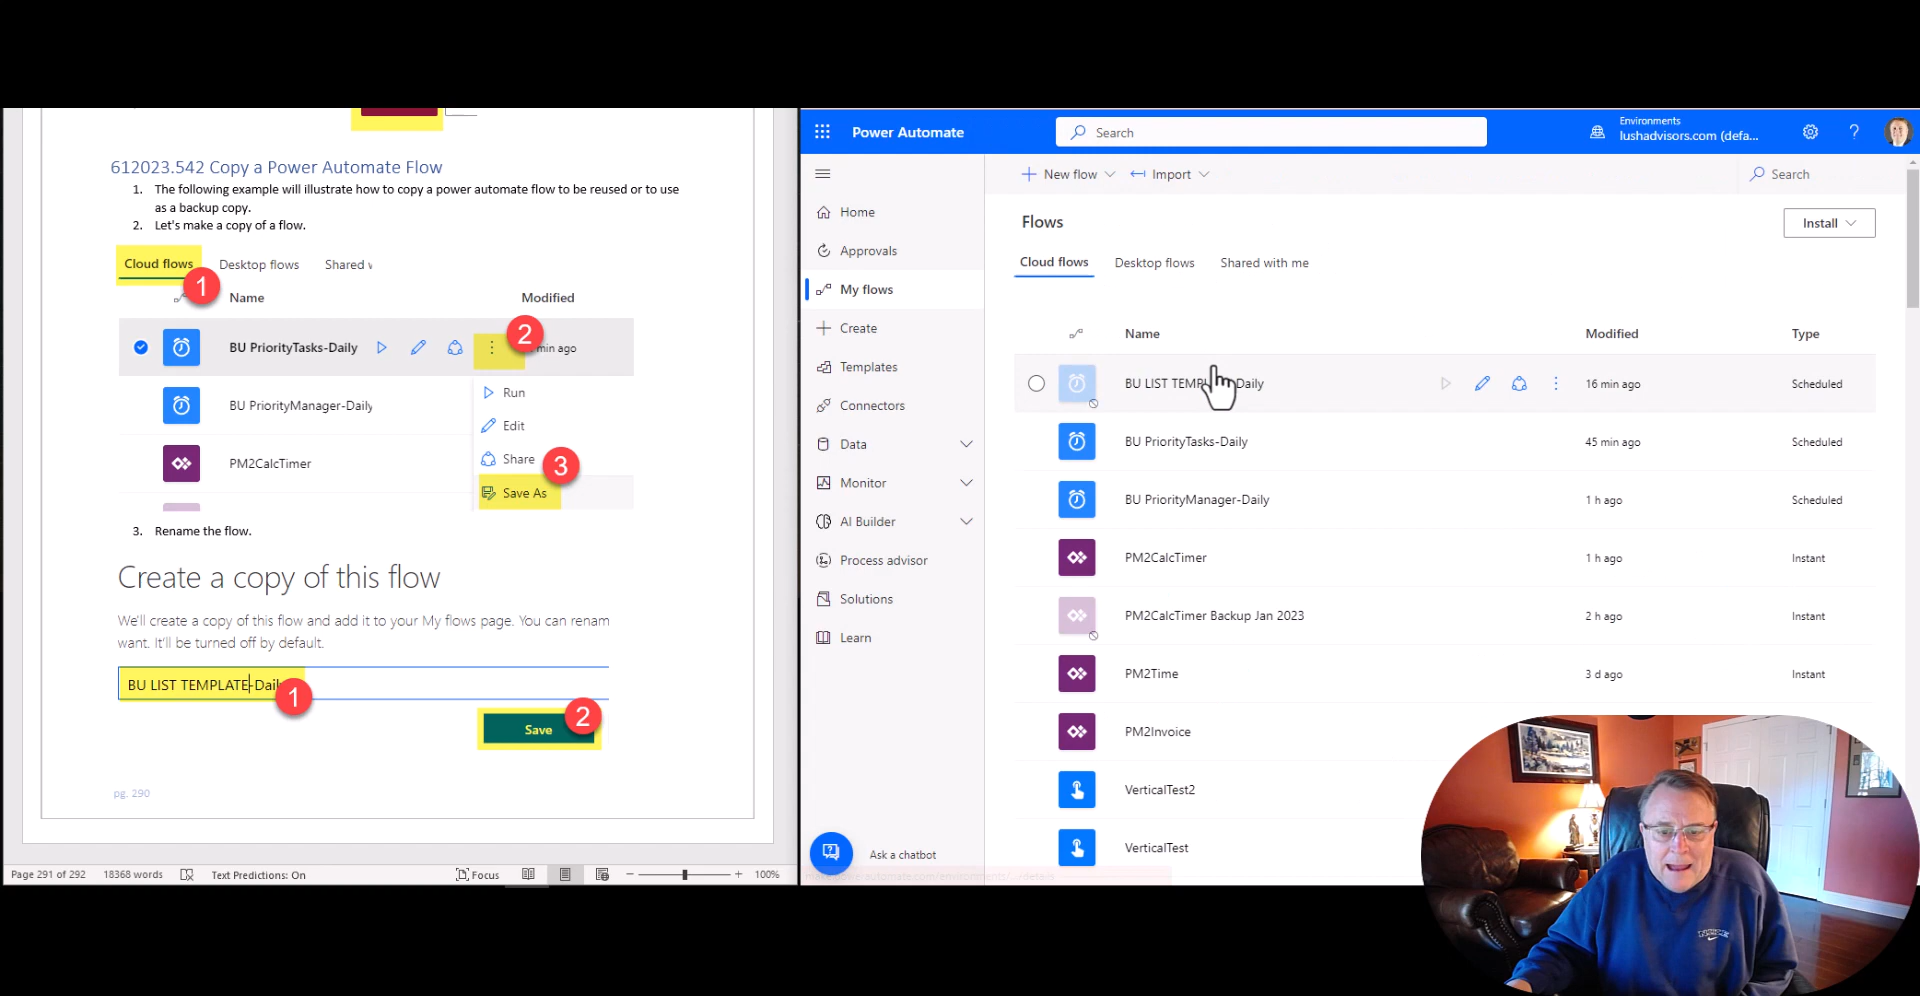 612023.542 Copy a Power Automate Flow
1. The following example will illustrate how to copy a power automate flow to be reused or to use
as a backup copy.
2. Let's make a copy of a flow.
Cloud flows
Desktop flows
Shared
1
Name
Modified
BU PriorityTasks-Daily
2
min ago
BU PriorityManager-Daily
PM2CalcTimer
Run
Edit
Share
3
Save As
3. Rename the flow.
Create a copy of this flow
We'll create a copy of this flow and add it to your My flows page. You can renam
want. It'll be turned off by default.
BU LIST TEMPLATE-Daily
1
Save
2
pg. 290
Page 291 of 292
18368 words
Text Predictions: On
Focus
100%
Power Automate
Search
Environments
lushadvisors.com (defa...
Home
Approvals
My flows
Create
Templates
Connectors
Data
Monitor
AI Builder
Process advisor
Solutions
Learn
Ask a chatbot
New flow
Import
Search
Flows
Install
Cloud flows
Desktop flows
Shared with me
Name
Modified
Type
BU LIST TEMP Daily
16 min ago
Scheduled
BU PriorityTasks-Daily
45 min ago
Scheduled
BU PriorityManager-Daily
1 h ago
Scheduled
PM2CalcTimer
1 h ago
Instant
PM2CalcTimer Backup Jan 2023
2 h ago
Instant
PM2Time
3 d ago
Instant
PM2Invoice
VerticalTest2
VerticalTest